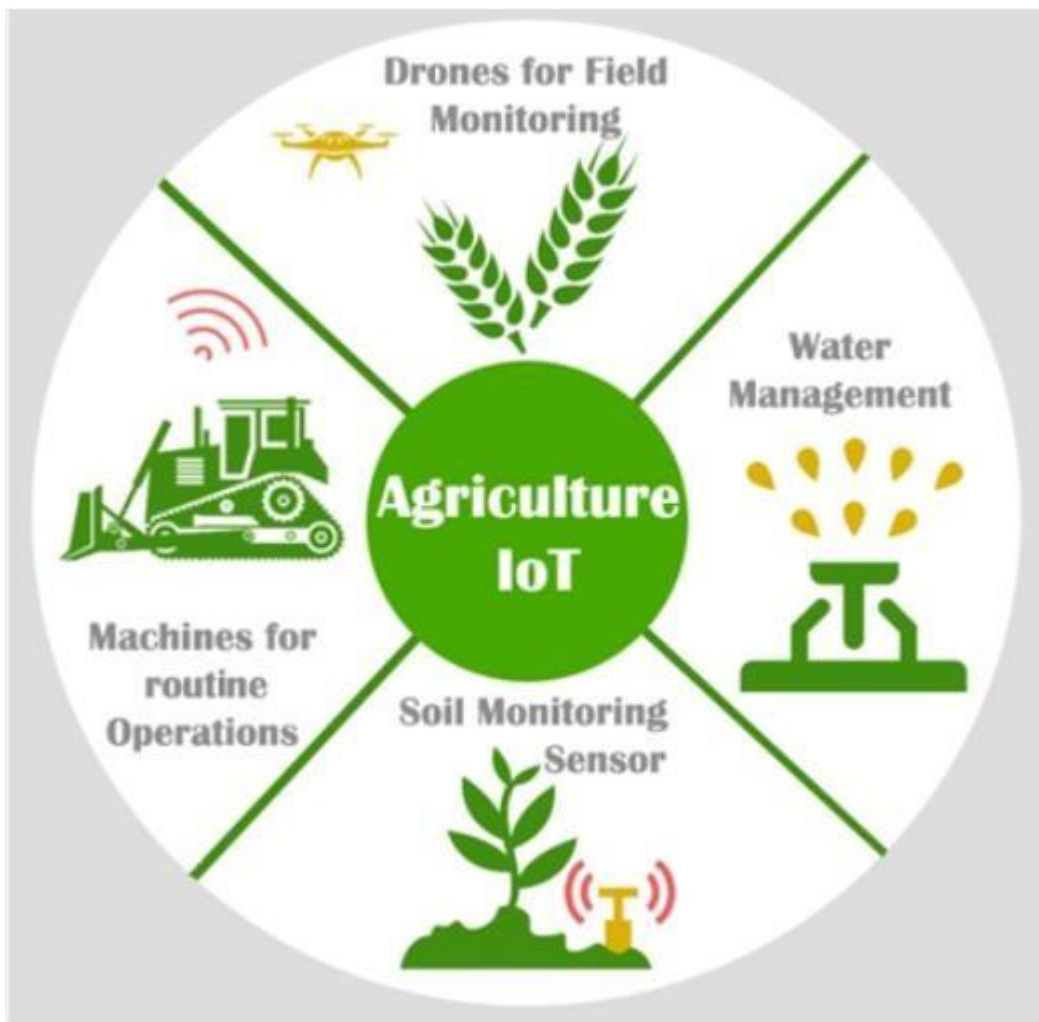 Drones for Field
Monitoring
Water
Management
Agriculture
IoT
Machines for
routine
Operations
Soil Monitoring
Sensor